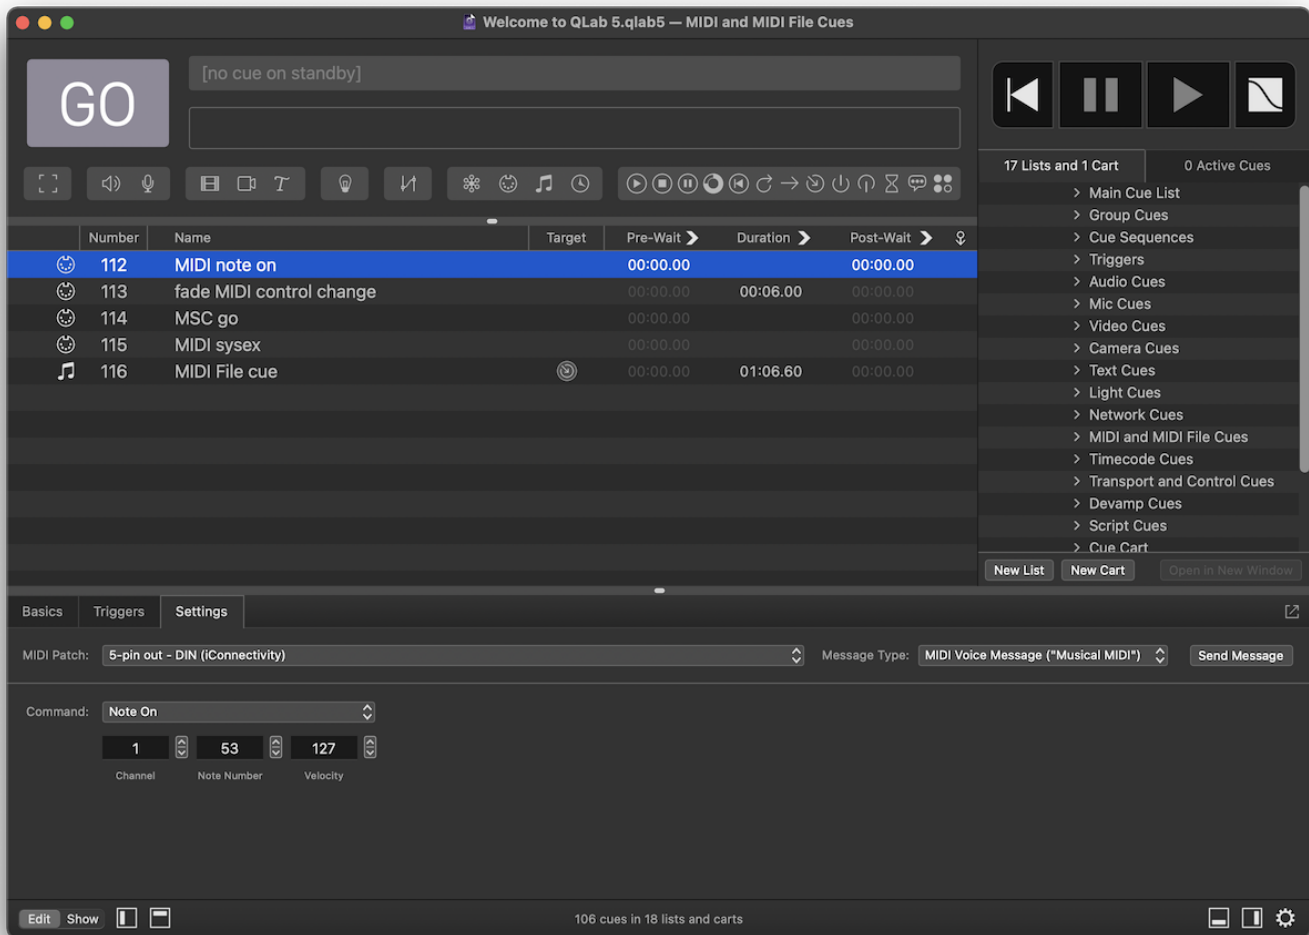 Welcome to QLab 5.qlab5 — MIDI and MIDI File Cues
GO
[no cue on standby]
17 Lists and 1 Cart
0 Active Cues
Number Name Target Pre-Wait Duration Post-Wait
112 MIDI note on 00:00.00 00:00.00
113 fade MIDI control change 00:00.00 00:06.00 00:00.00
114 MSC go 00:00.00 00:00.00
115 MIDI sysex 00:00.00 00:00.00
116 MIDI File cue 00:00.00 01:06.60 00:00.00
Main Cue List
Group Cues
Cue Sequences
Triggers
Audio Cues
Mic Cues
Video Cues
Camera Cues
Text Cues
Light Cues
Network Cues
MIDI and MIDI File Cues
Timecode Cues
Transport and Control Cues
Devamp Cues
Script Cues
Cue Cart
New List New Cart Open in New Window
Basics Triggers Settings
MIDI Patch: 5-pin out - DIN (iConnectivity) Message Type: MIDI Voice Message ("Musical MIDI") Send Message
Command: Note On
1 53 127
Channel Note Number Velocity
Edit Show 106 cues in 18 lists and carts